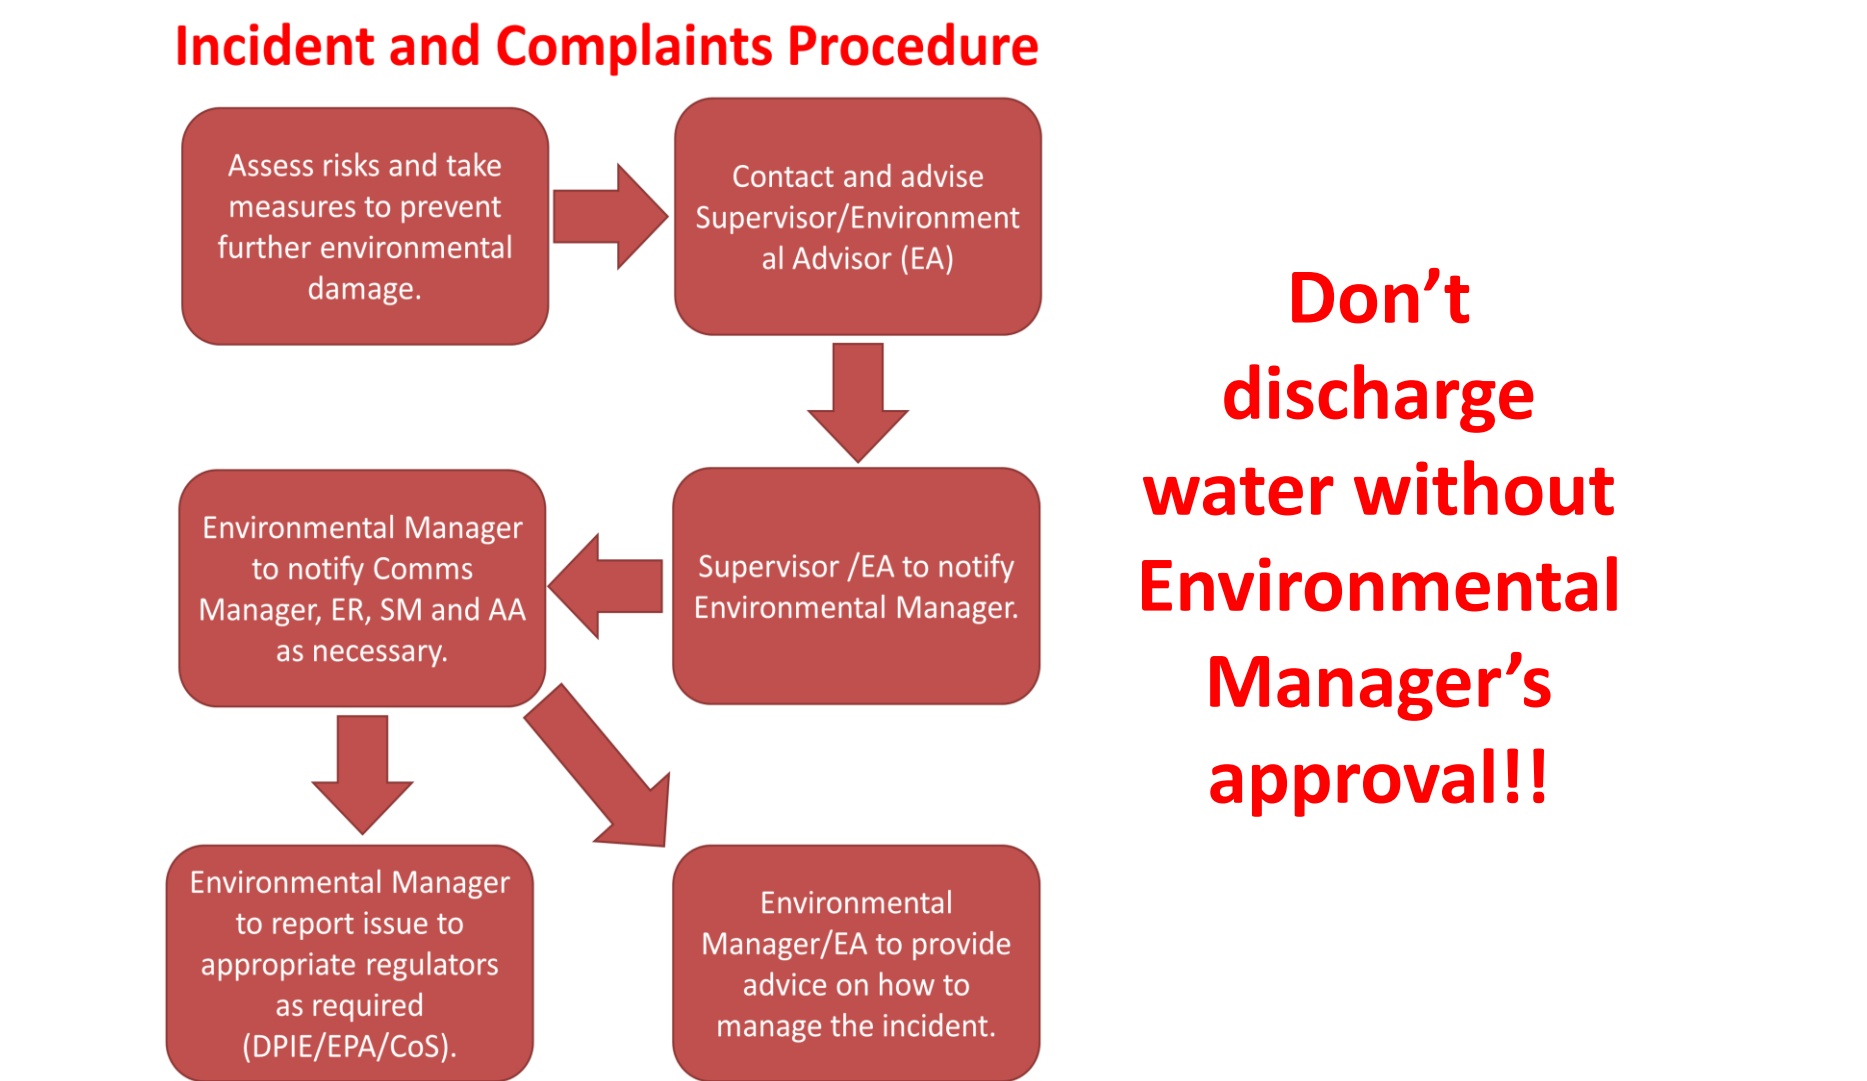 Incident and Complaints Procedure
Assess risks and take
measures to prevent
further environmental
damage.
Contact and advise
Supervisor/Environment
al Advisor (EA)
Supervisor /EA to notify
Environmental Manager.
Environmental Manager
to notify Comms
Manager, ER, SM and AA
as necessary.
Environmental Manager
to report issue to
appropriate regulators
as required
(DPIE/EPA/CoS).
Environmental
Manager/EA to provide
advice on how to
manage the incident.
Don’t
discharge
water without
Environmental
Manager’s
approval!!